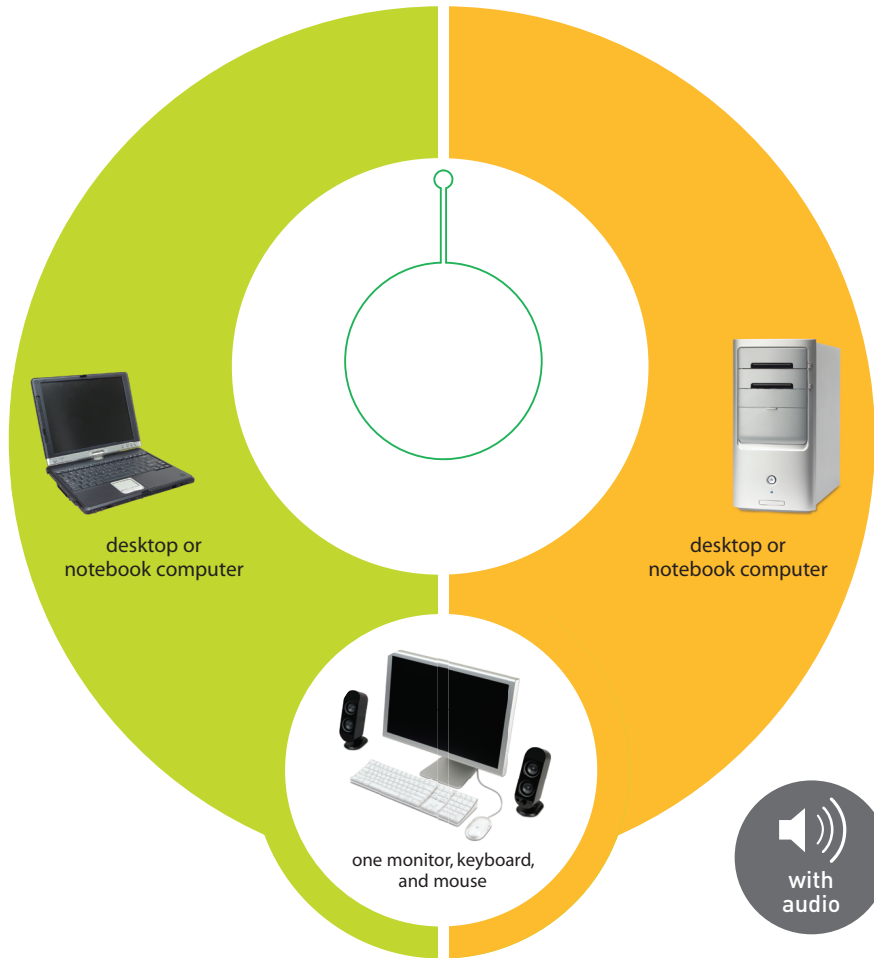 desktop or
notebook computer
desktop or
notebook computer
one monitor, keyboard,
and mouse
with
audio